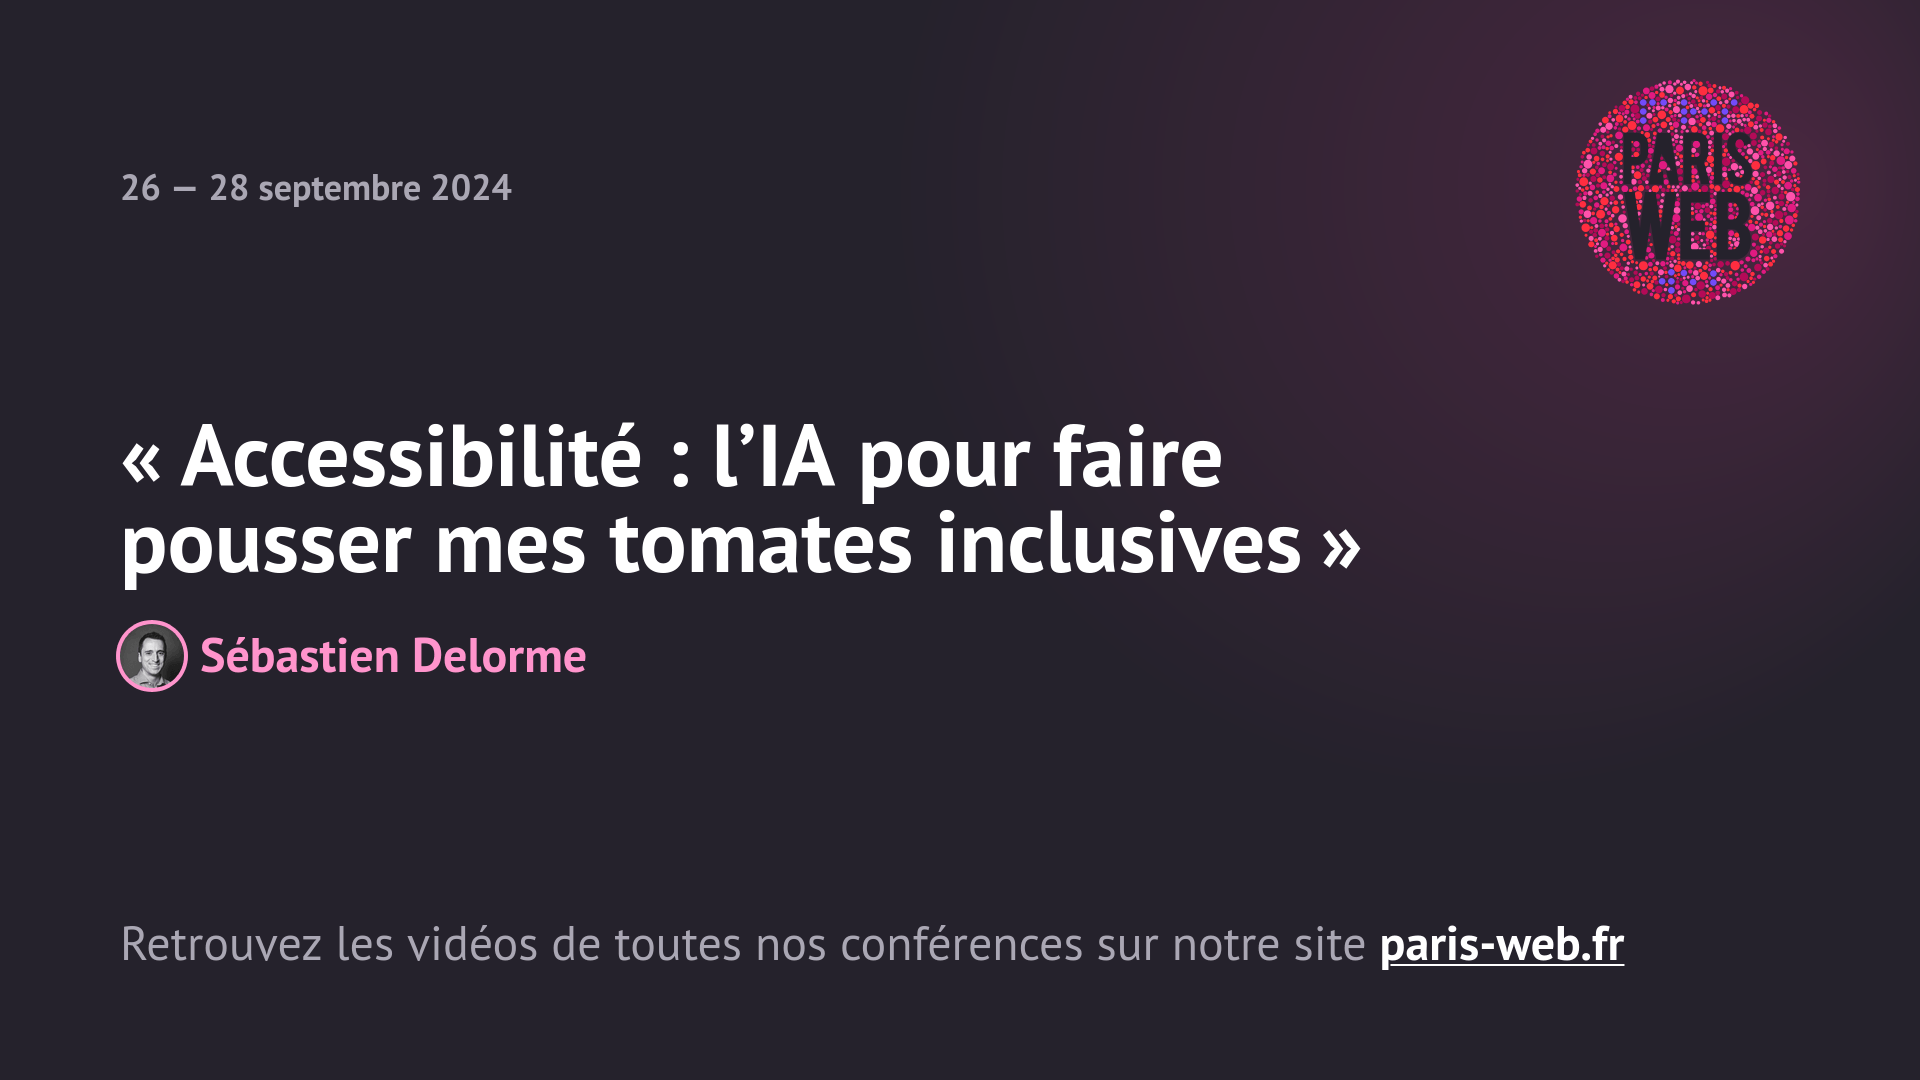 26 — 28 septembre 2024
PARIS
WEB
« Accessibilité : l’IA pour faire
pousser mes tomates inclusives »
Sébastien Delorme
Retrouvez les vidéos de toutes nos conférences sur notre site paris-web.fr